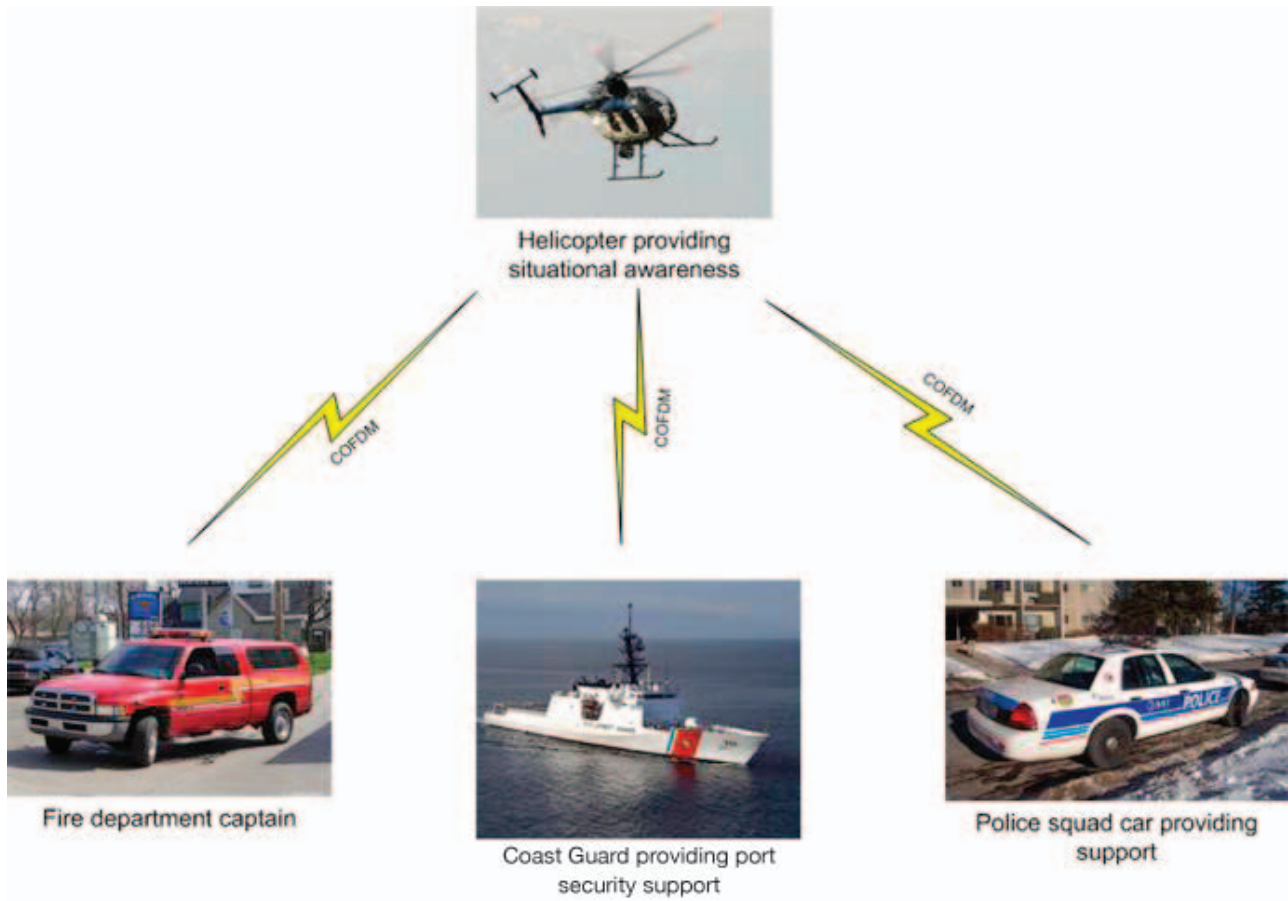 Helicopter providing
situational awareness
COFDM
COFDM
COFDM
Fire department captain
Coast Guard providing port
security support
Police squad car providing
support
POLICE